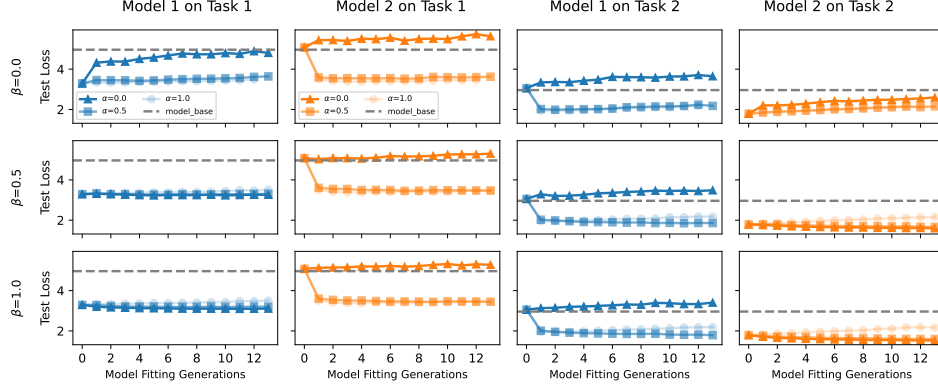 Model 1 on Task 1 Model 2 on Task 1 Model 1 on Task 2 Model 2 on Task 2
β=0.0
Test Loss
4
2
α=0.0 α=1.0
α=0.5 model_base
α=0.0 α=1.0
α=0.5 model_base
β=0.5
Test Loss
4
2
β=1.0
Test Loss
4
2
0 2 4 6 8 10 12 0 2 4 6 8 10 12 0 2 4 6 8 10 12 0 2 4 6 8 10 12
Model Fitting Generations Model Fitting Generations Model Fitting Generations Model Fitting Generations